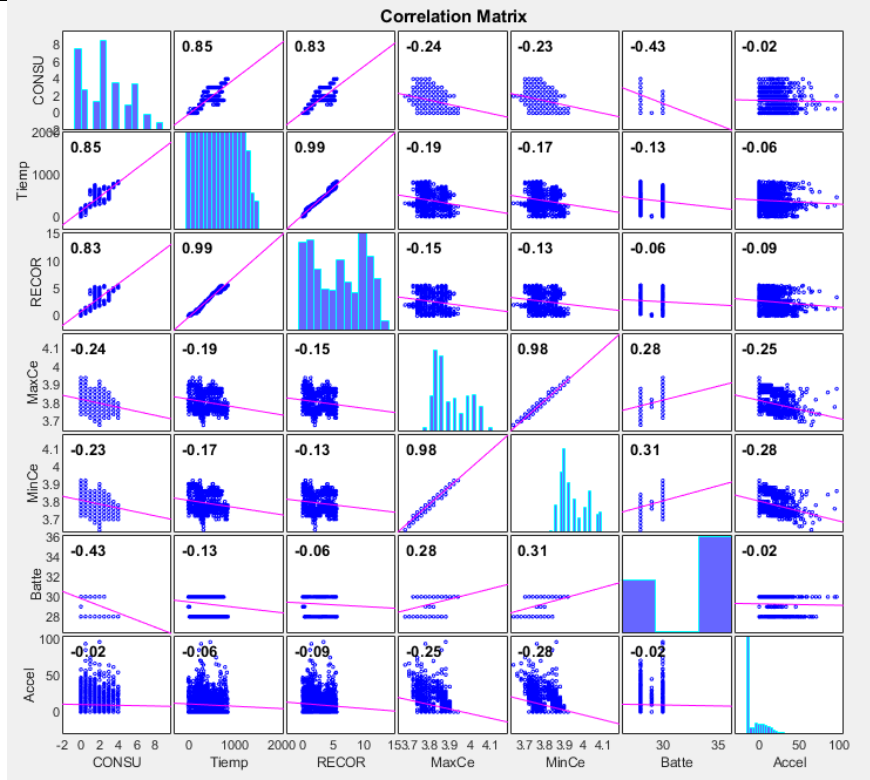 Correlation Matrix
CONSU 8 6 4 2 0 -2 0.85 0.83 -0.24 -0.23 -0.43 -0.02
Tiemp 2000 1000 0 0.85 0.99 -0.19 -0.17 -0.13 -0.06
RECOR 15 10 5 0 0.83 0.99 -0.15 -0.13 -0.06 -0.09
MaxCe 4.1 4 3.9 3.8 3.7 -0.24 -0.19 -0.15 0.98 0.28 -0.25
MinCe 4.1 4 3.9 3.8 3.7 -0.23 -0.17 -0.13 0.98 0.31 -0.28
Batte 36 34 32 30 28 -0.43 -0.13 -0.06 0.28 0.31 -0.02
Accel 100 50 0 -0.02 -0.06 -0.09 -0.25 -0.28 -0.02
-2 0 2 4 6 8 0 1000 2000 0 5 10 15 3.7 3.8 3.9 4 4.1 3.7 3.8 3.9 4 4.1 30 35 0 50 100
CONSU Tiemp RECOR MaxCe MinCe Batte Accel